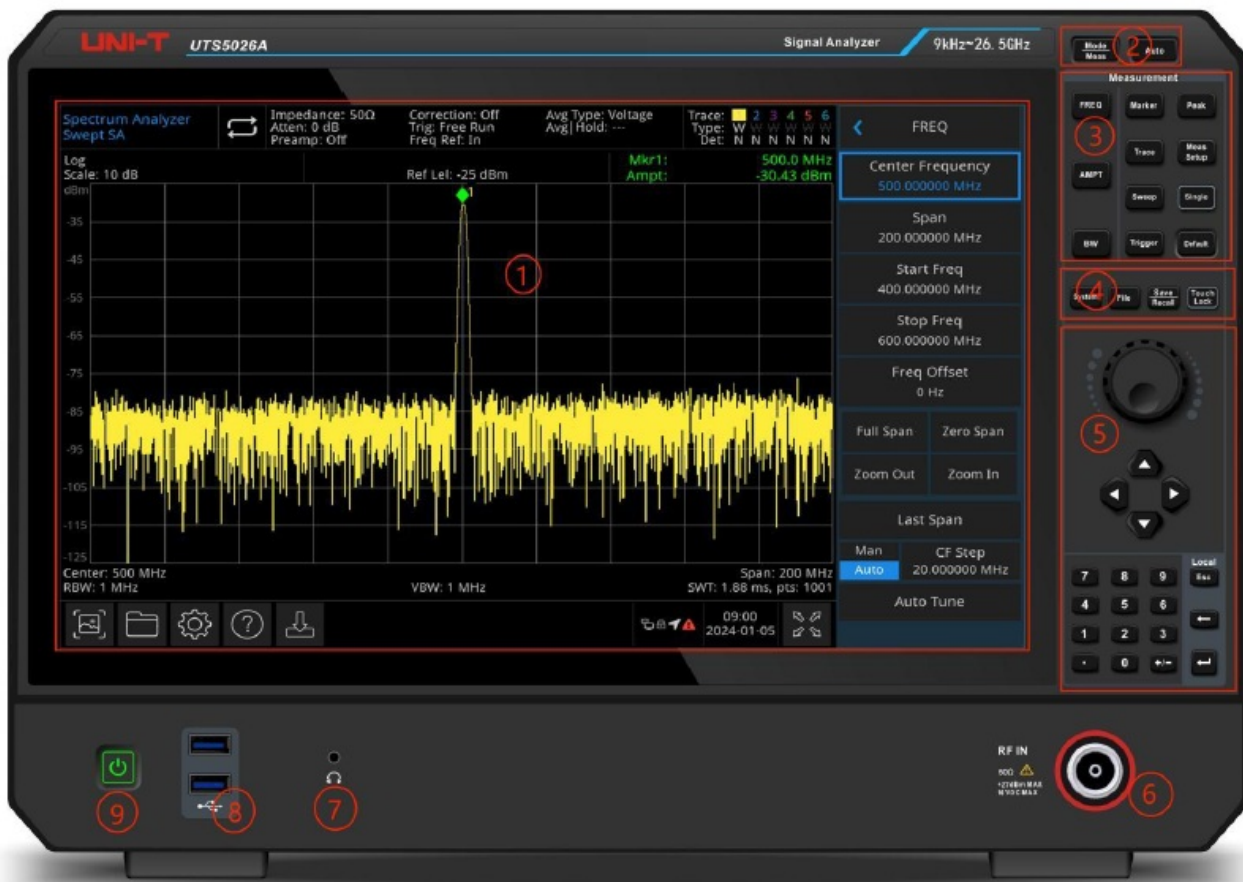 UNI-T UTS5026A
Signal Analyzer 9kHz~26.5GHz
Mode
Meas
②
Auto
Spectrum Analyzer
Swept SA
Impedance: 50Ω
Atten: 0 dB
Preamp: Off
Correction: Off
Trig: Free Run
Freq Ref: In
Avg Type: Voltage
Avg|Hold: ---
Trace: 2 3 4 5 6
Type: W W W W W W
Det: N N N N N N
Log
Scale: 10 dB
Ref Lel: -25 dBm
Mkr1: 500.0 MHz
Ampt: -30.43 dBm
dBm
1
-35
-45
-55
-65
-75
-85
-95
-105
-115
-125
①
Center: 500 MHz
RBW: 1 MHz
VBW: 1 MHz
Span: 200 MHz
SWT: 1.88 ms, pts: 1001
09:00
2024-01-05
FREQ
Center Frequency
500.000000 MHz
Span
200.000000 MHz
Start Freq
400.000000 MHz
Stop Freq
600.000000 MHz
Freq Offset
0 Hz
Full Span Zero Span
Zoom Out Zoom In
Last Span
Man
Auto
CF Step
20.000000 MHz
Auto Tune
Measurement
FREQ Marker Peak
③
Trace
Meas
Setup
AMPT
Sweep Single
BW Trigger Default
④
System File
Save
Recall
Touch
Lock
⑤
Local
7 8 9 Esc
4 5 6
1 2 3
. 0 +/-
RF IN
50Ω
+27dBm MAX
⑥
⑦
⑧
⑨